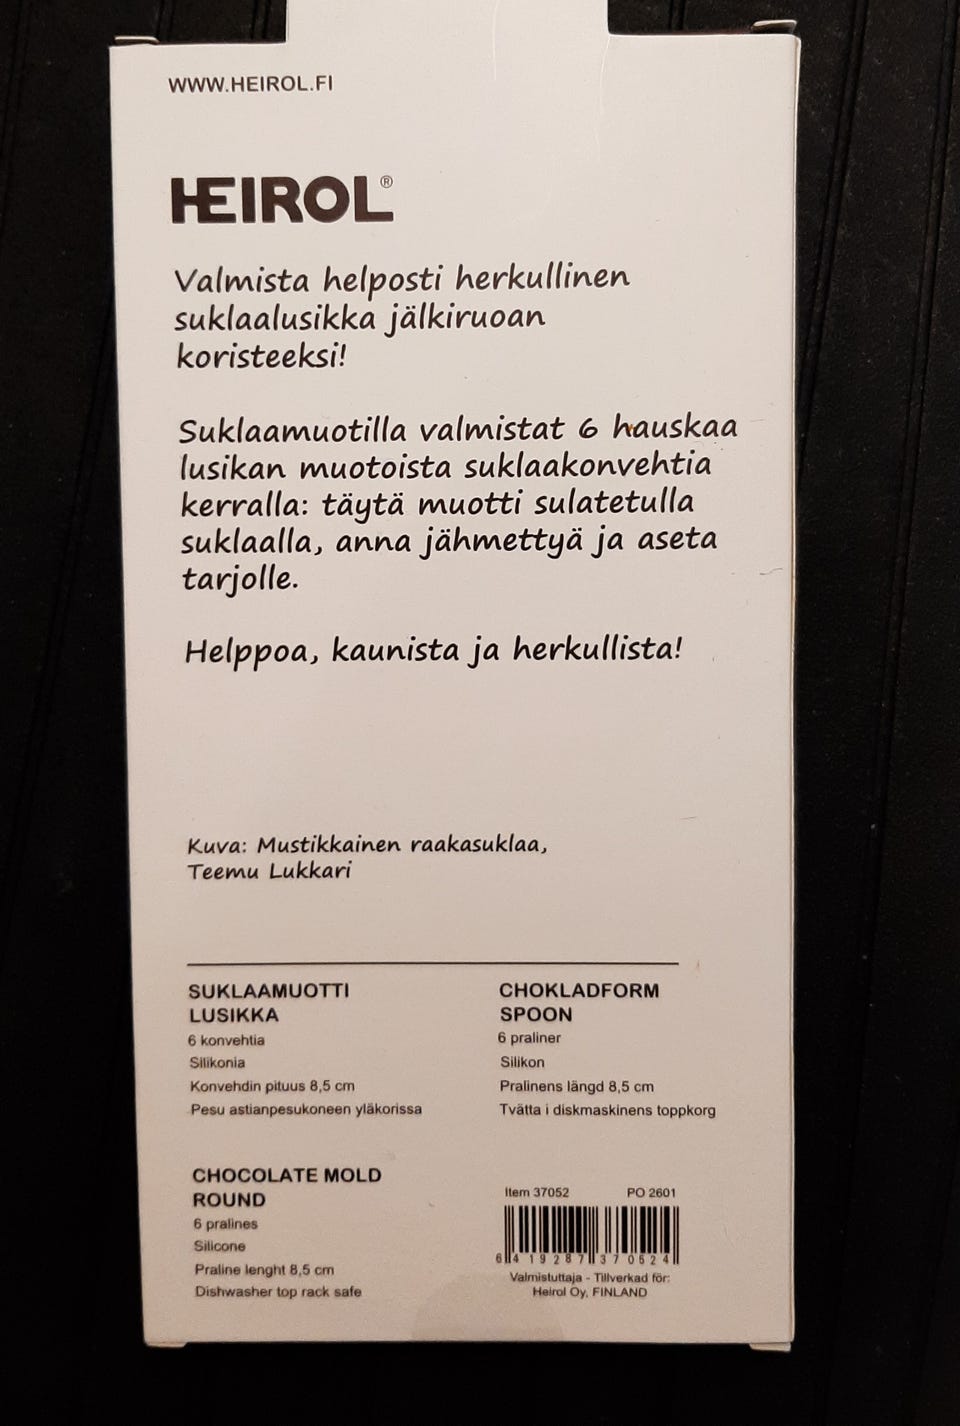 WWW.HEIROL.FI
HEIROL®
Valmista helposti herkullinen
suklaalusikka jälkiruoan
koristeeksi!
Suklaamuotilla valmistat 6 hauskaa
lusikan muotoista suklaakonvehtia
kerralla: täytä muotti sulatetulla
suklaalla, anna jähmettyä ja aseta
tarjolle.
Helppoa, kaunista ja herkullista!
Kuva: Mustikkainen raakasuklaa,
Teemu Lukkari
SUKLAAMUOTTI
LUSIKKA
6 konvehtia
Silikonia
Konvehdin pituus 8,5 cm
Pesu astianpesukoneen yläkorissa
CHOKLADFORM
SPOON
6 praliner
Silikon
Pralinens längd 8,5 cm
Tvätta i diskmaskinens toppkorg
CHOCOLATE MOLD
ROUND
6 pralines
Silicone
Praline lenght 8,5 cm
Dishwasher top rack safe
Item 37052 PO 2601
6 419287 370524
Valmistuttaja - Tillverkad för:
Heirol Oy, FINLAND